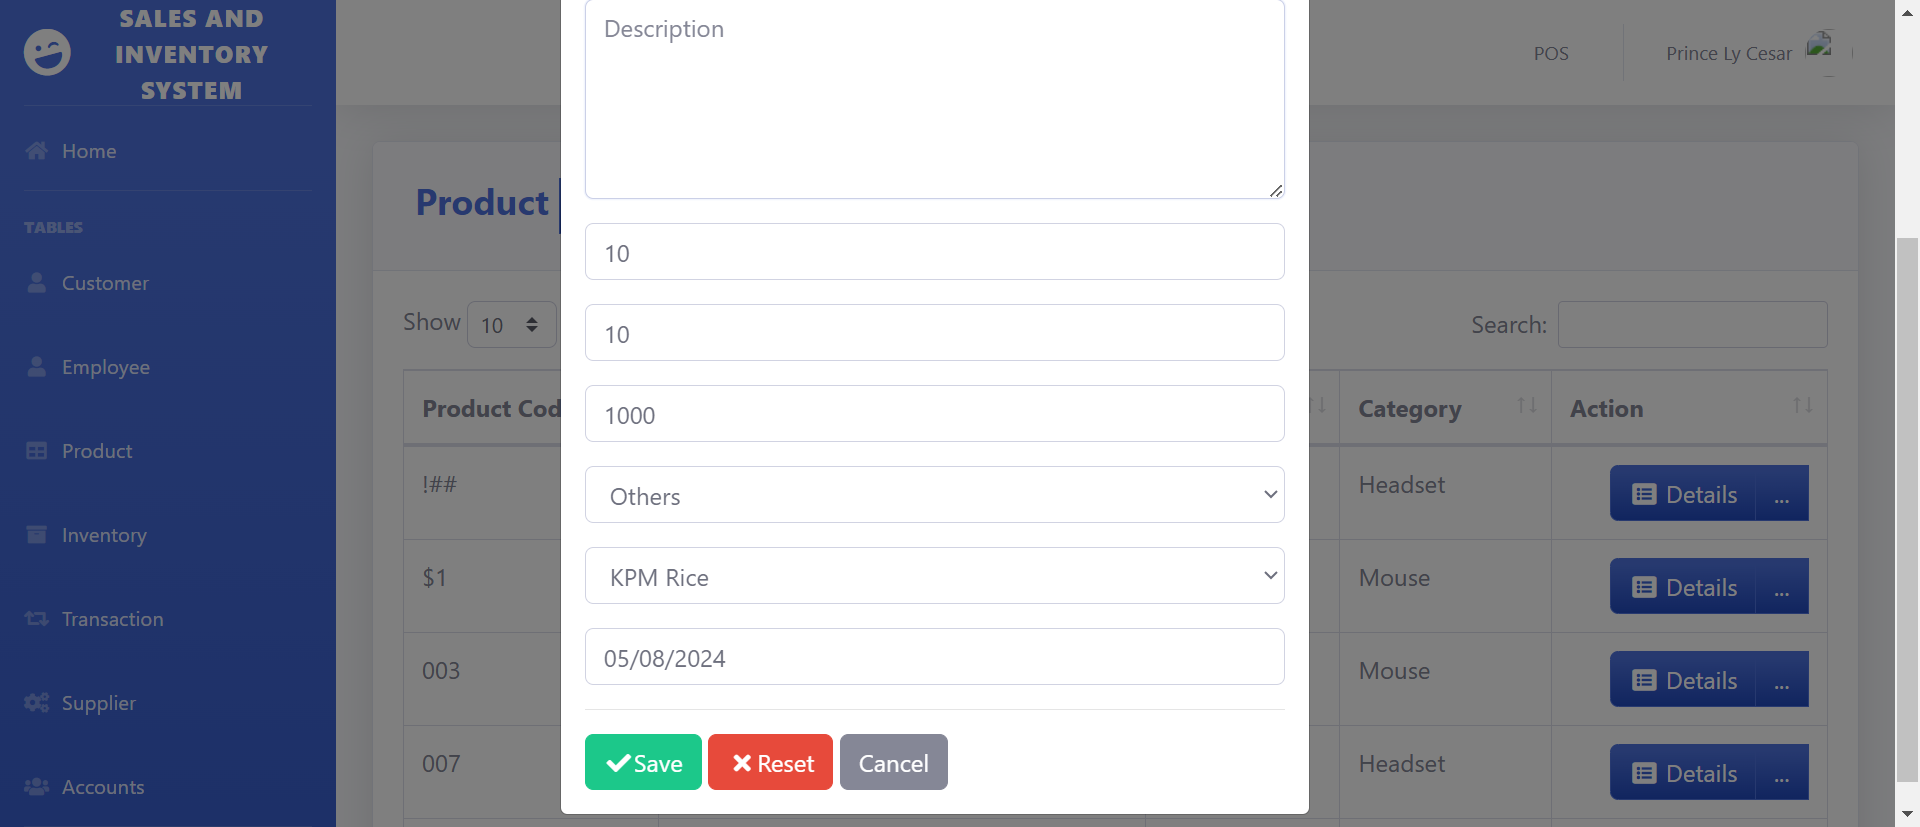 SALES AND
INVENTORY
SYSTEM
Home
TABLES
Customer
Employee
Product
Inventory
Transaction
Supplier
Accounts
POS
Prince Ly Cesar
Product
Show 10
Search:
Product Cod
Category
Action
!##
Headset
Details ...
$1
Mouse
Details ...
003
Mouse
Details ...
007
Headset
Details ...
Description
10
10
1000
Others
KPM Rice
05/08/2024
Save
Reset
Cancel